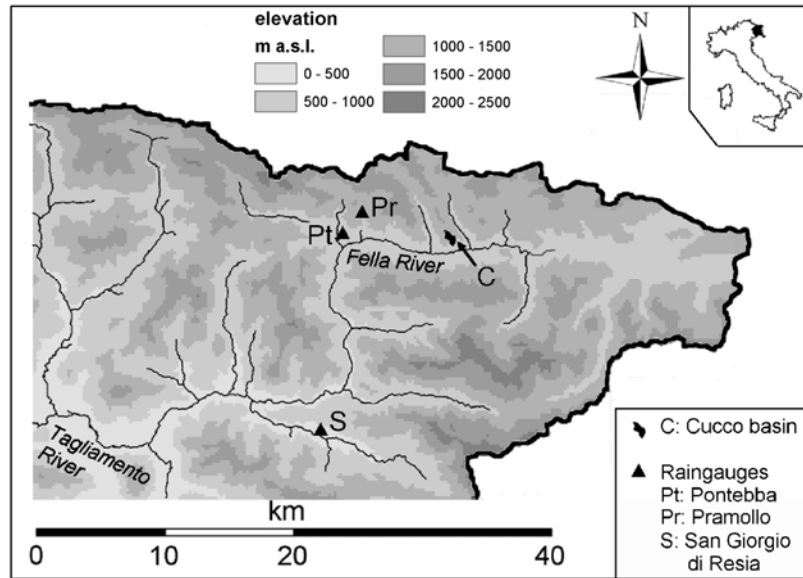 elevation
m a.s.l.
0 - 500
500 - 1000
1000 - 1500
1500 - 2000
2000 - 2500
N
Pr
Pt
Fella River
C
S
Tagliamento
River
km
0 10 20 40
C: Cucco basin
Raingauges
Pt: Pontebba
Pr: Pramollo
S: San Giorgio
di Resia